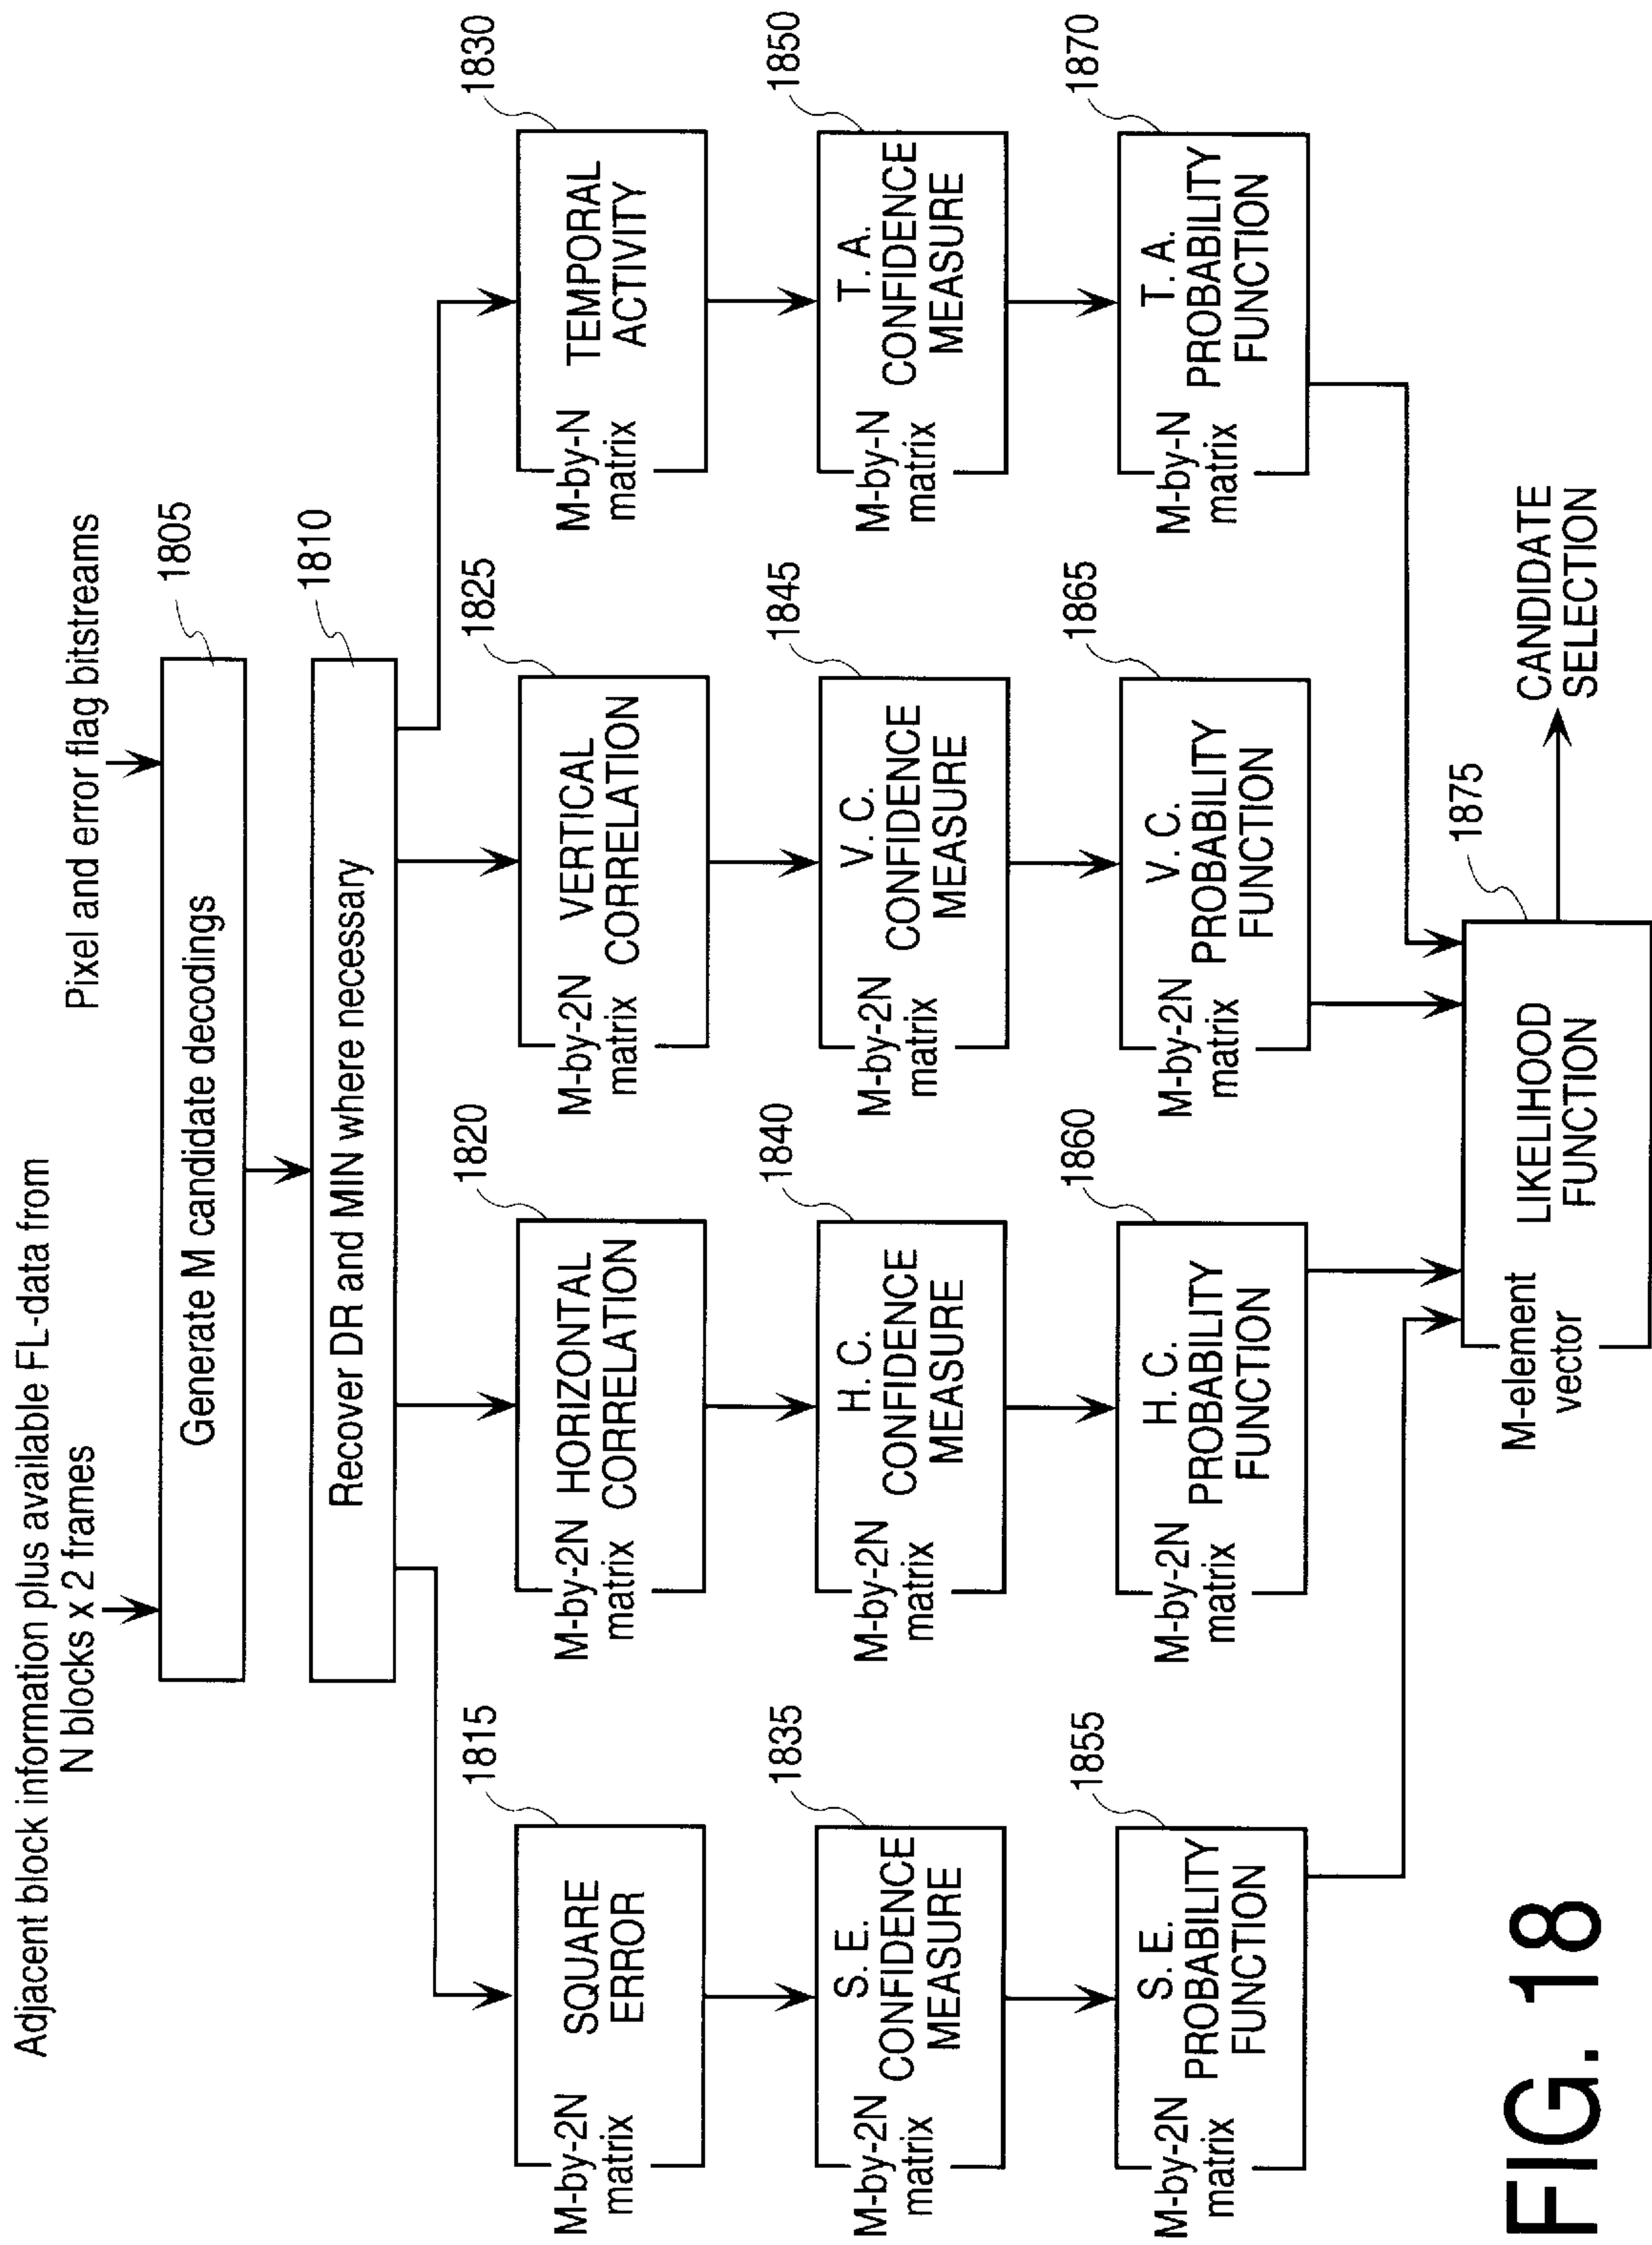 Adjacent block information plus available FL-data from
N blocks x 2 frames
Pixel and error flag bitstreams
1805
Generate M candidate decodings
1810
Recover DR and MIN where necessary
1815
M-by-2N
matrix
SQUARE
ERROR
1820
M-by-2N
matrix
HORIZONTAL
CORRELATION
1825
M-by-2N
matrix
VERTICAL
CORRELATION
1830
M-by-N
matrix
TEMPORAL
ACTIVITY
1835
M-by-2N
matrix
S. E.
CONFIDENCE
MEASURE
1840
M-by-2N
matrix
H. C.
CONFIDENCE
MEASURE
1845
M-by-2N
matrix
V. C.
CONFIDENCE
MEASURE
1850
M-by-N
matrix
T. A.
CONFIDENCE
MEASURE
1855
M-by-2N
matrix
S. E.
PROBABILITY
FUNCTION
1860
M-by-2N
matrix
H. C.
PROBABILITY
FUNCTION
1865
M-by-2N
matrix
V. C.
PROBABILITY
FUNCTION
1870
M-by-N
matrix
T. A.
PROBABILITY
FUNCTION
1875
M-element
vector
LIKELIHOOD
FUNCTION
CANDIDATE
SELECTION
FIG. 18